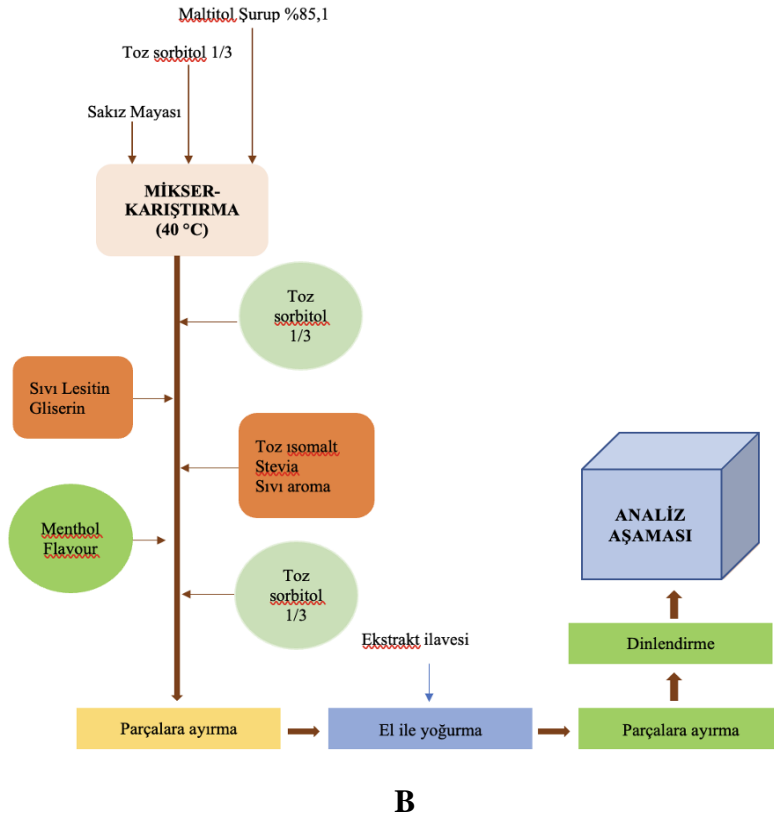 Maltitol Şurup %85,1
Toz sorbitol 1/3
Sakız Mayası
MİKSER-
KARIŞTIRMA
(40 °C)
Toz
sorbitol
1/3
Sıvı Lesitin
Gliserin
Toz ısomalt
Stevia
Sıvı aroma
Menthol
Flavour
Toz
sorbitol
1/3
ANALİZ
AŞAMASI
Ekstrakt ilavesi
Dinlendirme
Parçalara ayırma
El ile yoğurma
Parçalara ayırma
B